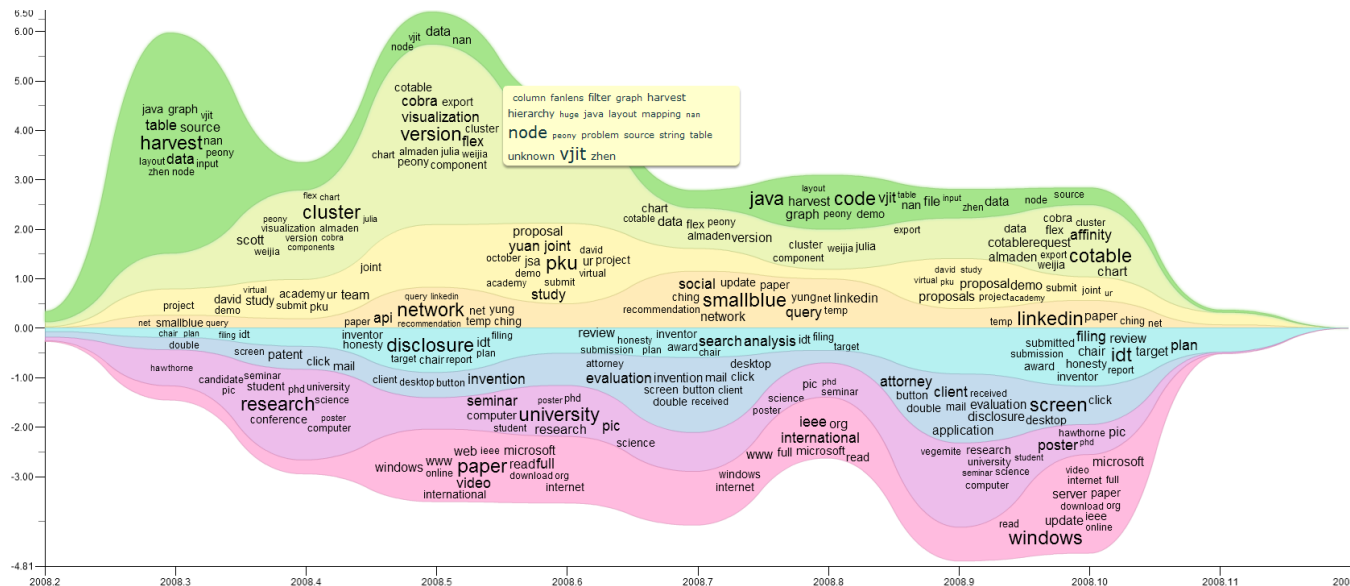 6.50
6.00
5.00
4.00
3.00
2.00
1.00
0.00
-1.00
-2.00
-3.00
-4.81
java graph vjit
table source
harvest nan
peony
layout data input
zhen node
vjit data
node nan
cotable
cobra export
visualization
version cluster
flex
chart almaden julia weijia
peony component
column fanlens filter graph harvest
hierarchy huge java layout mapping nan
node peony problem source string table
unknown vjit zhen
flex chart
cluster
peony julia
visualization almaden
scott version cobra
weijia components
chart
cotable data flex peony
almaden version
layout
java harvest code vjit table
nan file input
graph peony demo zhen data
node source
cluster weijia julia
component
export
cobra cluster
data flex affinity
cotable request
almaden export cotable
weijia chart
joint
project
virtual
david study academy ur team
submit pku
demo
proposal
yuan joint
october jsa pku david
ur project
demo virtual
academy submit
study
david study
virtual pku proposal demo submit joint ur
proposals project academy
net smallblue query
paper api
query linkedin
network net yung
recommendation temp ching
social update paper
ching smallblue yung net linkedin
recommendation query temp
network
temp linkedin paper ching net
chair plan filing idt
double
inventor
honesty disclosure idt filing
target chair report plan
review honesty inventor
submission plan award search analysis idt filing
chair target
submitted filing review
submission chair idt target plan
award honesty report
inventor
screen patent click mail
client desktop button invention
attorney desktop
evaluation invention mail click
screen button client
double received
attorney
button client received
double mail evaluation screen click
disclosure desktop
application
hawthorne
candidate seminar
pic student phd university
research science
conference poster
computer
seminar poster phd
computer university pic
student research
science
pic phd
science seminar
poster
hawthorne pic
vegemite research poster phd
university student
seminar science
computer
web ieee microsoft
windows www paper read full
online
video download org
international internet
ieee org
international
www full microsoft read
windows
internet
microsoft
video
internet full
server paper
download org
read update ieee
online
windows
2008.2
2008.3
2008.4
2008.5
2008.6
2008.7
2008.8
2008.9
2008.10
2008.11